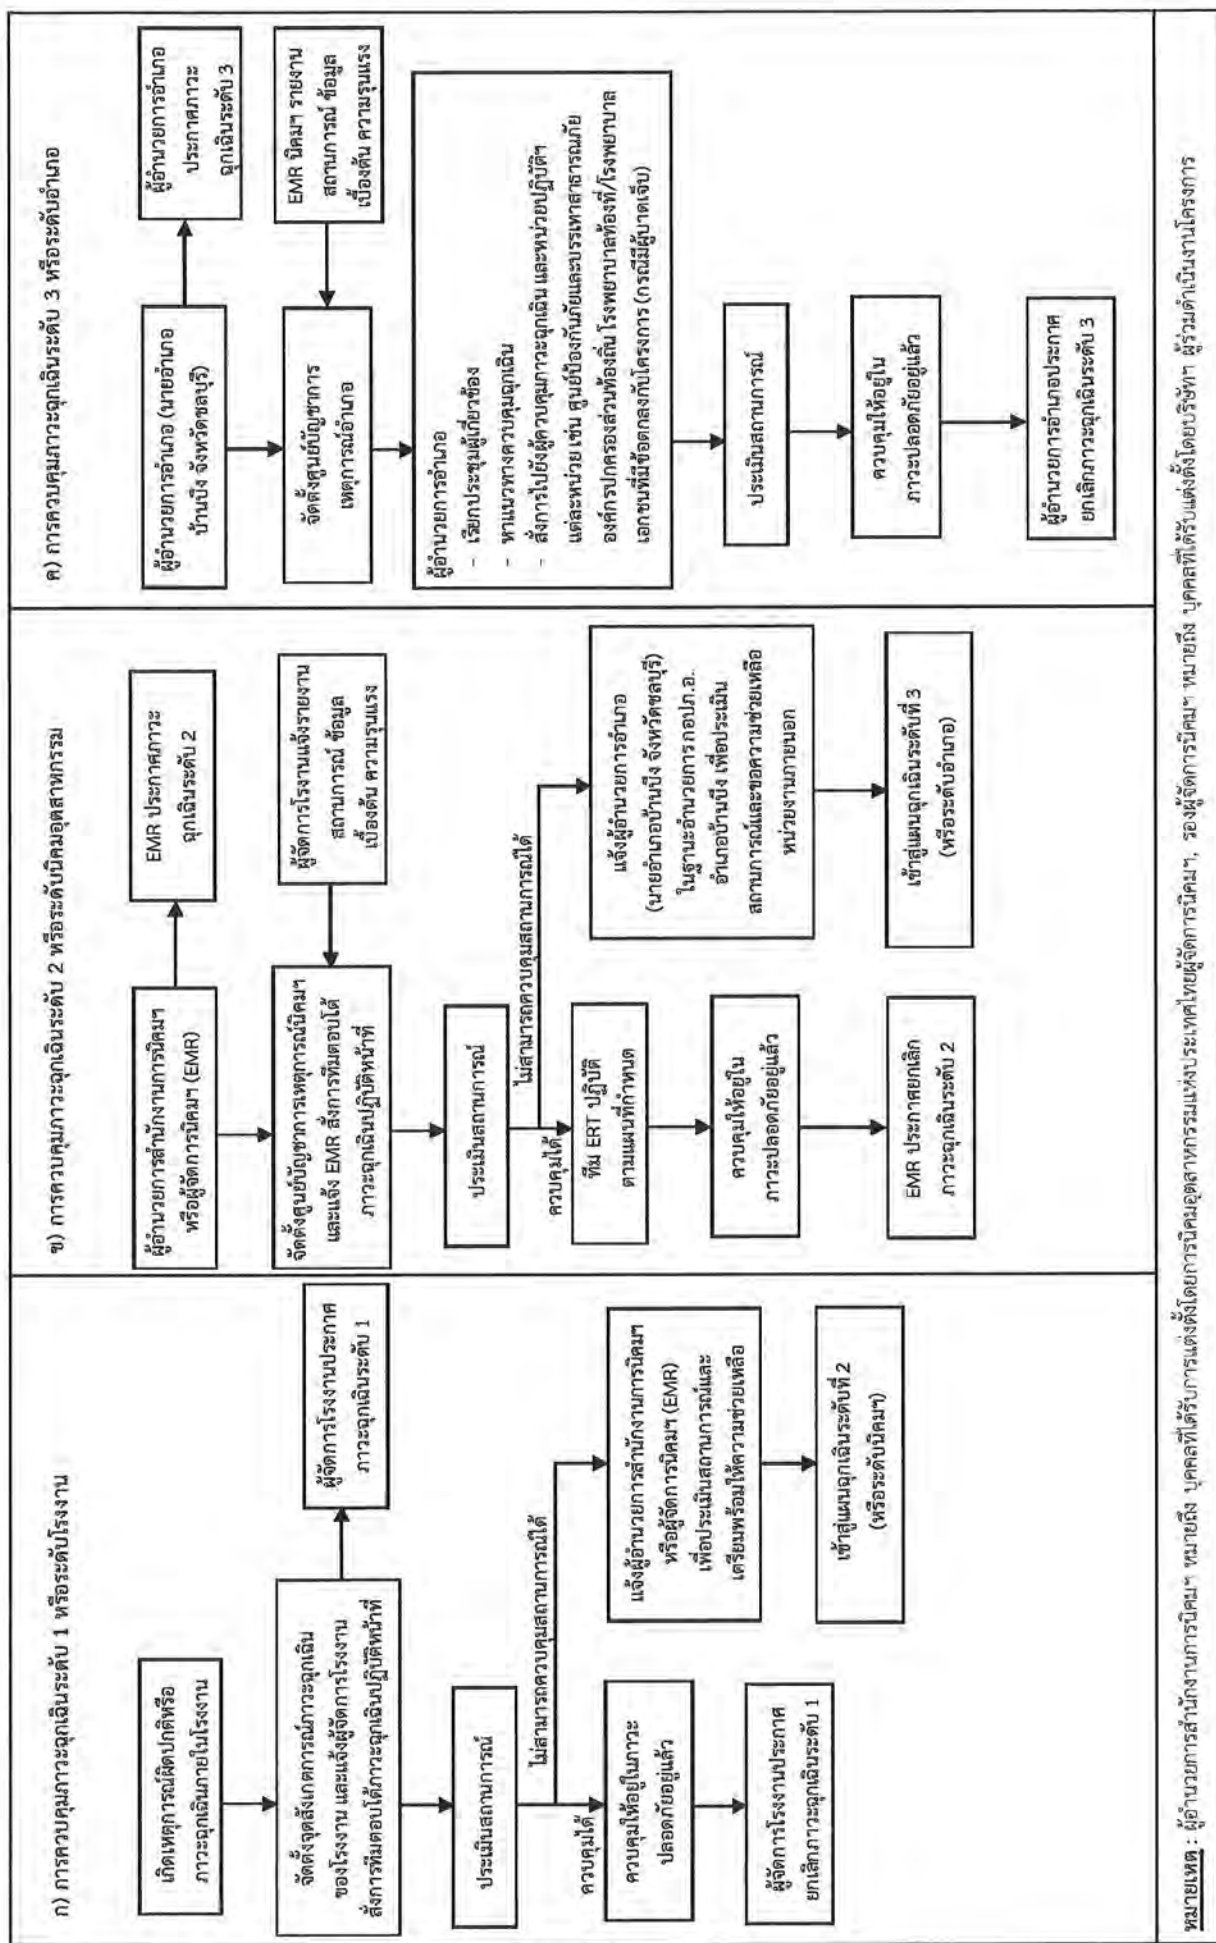 ก) การควบคุมภาวะฉุกเฉินระดับ 1 หรือระดับโรงงาน
เกิดเหตุการณ์ผิดปกติหรือ
ภาวะฉุกเฉินภายในโรงงาน
จัดตั้งจุดสังเกตการณ์ภาวะฉุกเฉิน
ของโรงงาน และแจ้งผู้จัดการโรงงาน
สั่งการทีมตอบโต้ภาวะฉุกเฉินปฏิบัติหน้าที่
ผู้จัดการโรงงานประกาศ
ภาวะฉุกเฉินระดับ 1
ประเมินสถานการณ์
ควบคุมได้
ไม่สามารถควบคุมสถานการณ์ได้
ควบคุมให้อยู่ในภาวะ
ปลอดภัยอยู่แล้ว
ผู้จัดการโรงงานประกาศ
ยกเลิกภาวะฉุกเฉินระดับ 1
แจ้งผู้อำนวยการสำนักงานการนิคมฯ
หรือผู้จัดการนิคมฯ (EMR)
เพื่อประเมินสถานการณ์และ
เตรียมพร้อมให้ความช่วยเหลือ
เข้าสู่แผนฉุกเฉินระดับที่ 2
(หรือระดับนิคมฯ)
ข) การควบคุมภาวะฉุกเฉินระดับ 2 หรือระดับนิคมอุตสาหกรรม
ผู้อำนวยการสำนักงานการนิคมฯ
หรือผู้จัดการนิคมฯ (EMR)
EMR ประกาศภาวะ
ฉุกเฉินระดับ 2
จัดตั้งศูนย์บัญชาการเหตุการณ์นิคมฯ
และแจ้ง EMR สั่งการทีมตอบโต้
ภาวะฉุกเฉินปฏิบัติหน้าที่
ผู้จัดการโรงงานแจ้งรายงาน
สถานการณ์ ข้อมูล
เบื้องต้น ความรุนแรง
ประเมินสถานการณ์
ควบคุมได้
ไม่สามารถควบคุมสถานการณ์ได้
ทีม ERT ปฏิบัติ
ตามแผนที่กำหนด
ควบคุมให้อยู่ใน
ภาวะปลอดภัยอยู่แล้ว
EMR ประกาศยกเลิก
ภาวะฉุกเฉินระดับ 2
แจ้งผู้อำนวยการอำเภอ
(นายอำเภอบ้านบึง จังหวัดชลบุรี)
ในฐานะอำนวยการ กอปภ.อ.
อำเภอบ้านบึง เพื่อประเมิน
สถานการณ์และขอความช่วยเหลือ
หน่วยงานภายนอก
เข้าสู่แผนฉุกเฉินระดับที่ 3
(หรือระดับอำเภอ)
ค) การควบคุมภาวะฉุกเฉินระดับ 3 หรือระดับอำเภอ
ผู้อำนวยการอำเภอ (นายอำเภอ
บ้านบึง จังหวัดชลบุรี)
ผู้อำนวยการอำเภอ
ประกาศภาวะ
ฉุกเฉินระดับ 3
จัดตั้งศูนย์บัญชาการ
เหตุการณ์อำเภอ
EMR นิคมฯ รายงาน
สถานการณ์ ข้อมูล
เบื้องต้น ความรุนแรง
ผู้อำนวยการอำเภอ
- เรียกประชุมผู้เกี่ยวข้อง
- หาแนวทางควบคุมฉุกเฉิน
- สั่งการไปยังผู้ควบคุมภาวะฉุกเฉิน และหน่วยปฏิบัติฯ
แต่ละหน่วย เช่น ศูนย์ป้องกันภัยและบรรเทาสาธารณภัย
องค์กรปกครองส่วนท้องถิ่น โรงพยาบาลท้องที่/โรงพยาบาล
เอกชนที่มีข้อตกลงกับโครงการ (กรณีมีผู้บาดเจ็บ)
ประเมินสถานการณ์
ควบคุมให้อยู่ใน
ภาวะปลอดภัยอยู่แล้ว
ผู้อำนวยการอำเภอประกาศ
ยกเลิกภาวะฉุกเฉินระดับ 3
หมายเหตุ : ผู้อำนวยการสำนักงานการนิคมฯ หมายถึง บุคคลที่ได้รับการแต่งตั้งโดยการนิคมอุตสาหกรรมแห่งประเทศไทยผู้จัดการนิคมฯ, รองผู้จัดการนิคมฯ หมายถึง บุคคลที่ได้รับแต่งตั้งโดยบริษัทฯ ผู้ร่วมดำเนินงานโครงการ